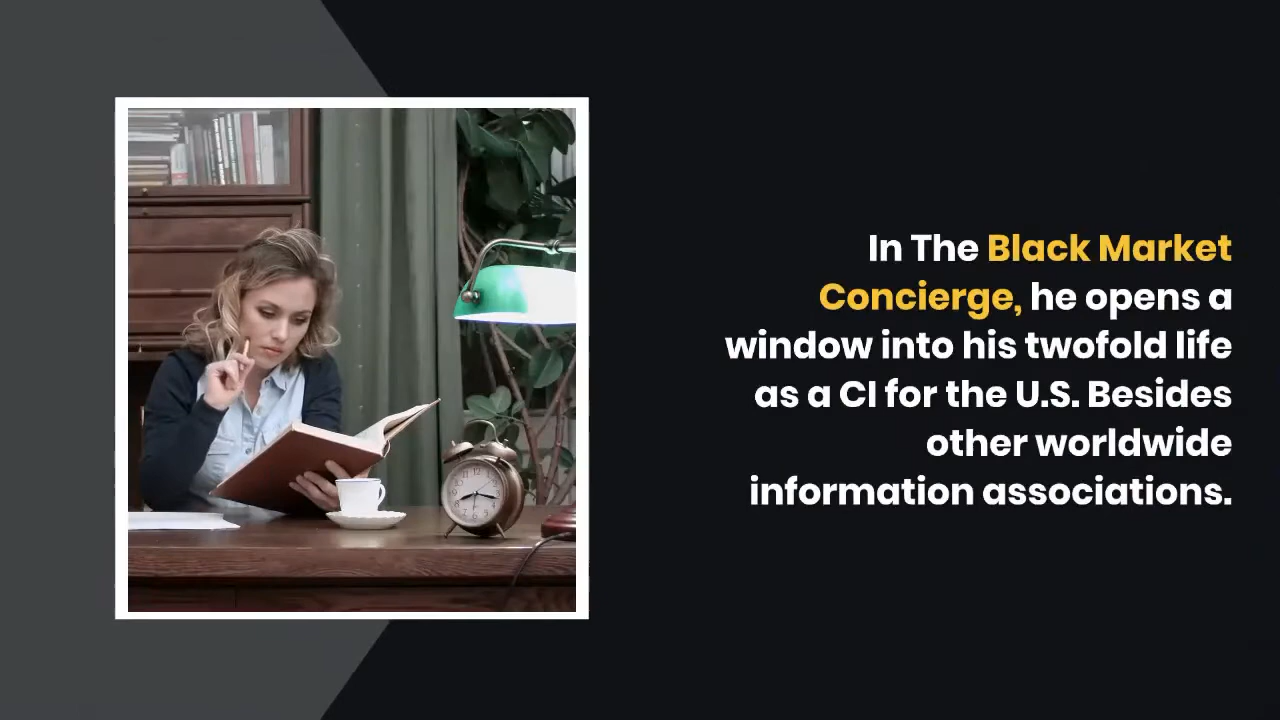 In The Black Market
Concierge, he opens a
window into his twofold life
as a CI for the U.S. Besides
other worldwide
information associations.